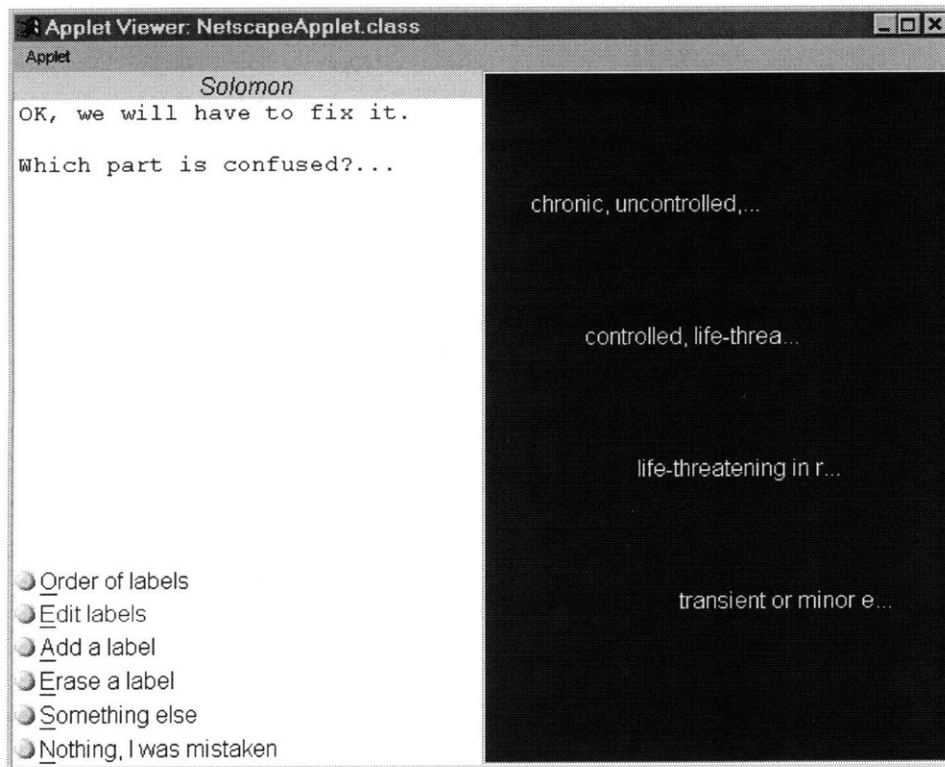 Applet Viewer: NetscapeApplet.class
Applet
Solomon
OK, we will have to fix it.
Which part is confused?...
Order of labels
Edit labels
Add a label
Erase a label
Something else
Nothing, I was mistaken
chronic, uncontrolled,...
controlled, life-threa...
life-threatening in r...
transient or minor e...